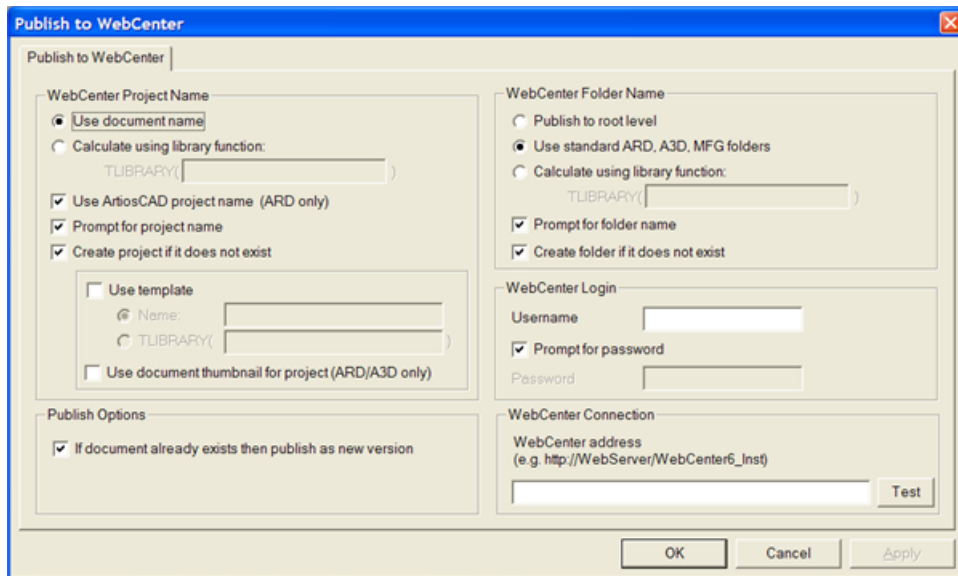 Publish to WebCenter
Publish to WebCenter
WebCenter Project Name
Use document name
Calculate using library function:
TLIBRARY( )
Use ArtiosCAD project name (ARD only)
Prompt for project name
Create project if it does not exist
Use template
Name:
TLIBRARY( )
Use document thumbnail for project (ARD/A3D only)
Publish Options
If document already exists then publish as new version
WebCenter Folder Name
Publish to root level
Use standard ARD, A3D, MFG folders
Calculate using library function:
TLIBRARY( )
Prompt for folder name
Create folder if it does not exist
WebCenter Login
Username
Prompt for password
Password
WebCenter Connection
WebCenter address
(e.g. http://WebServer/WebCenter6_Inst)
Test
OK Cancel Apply